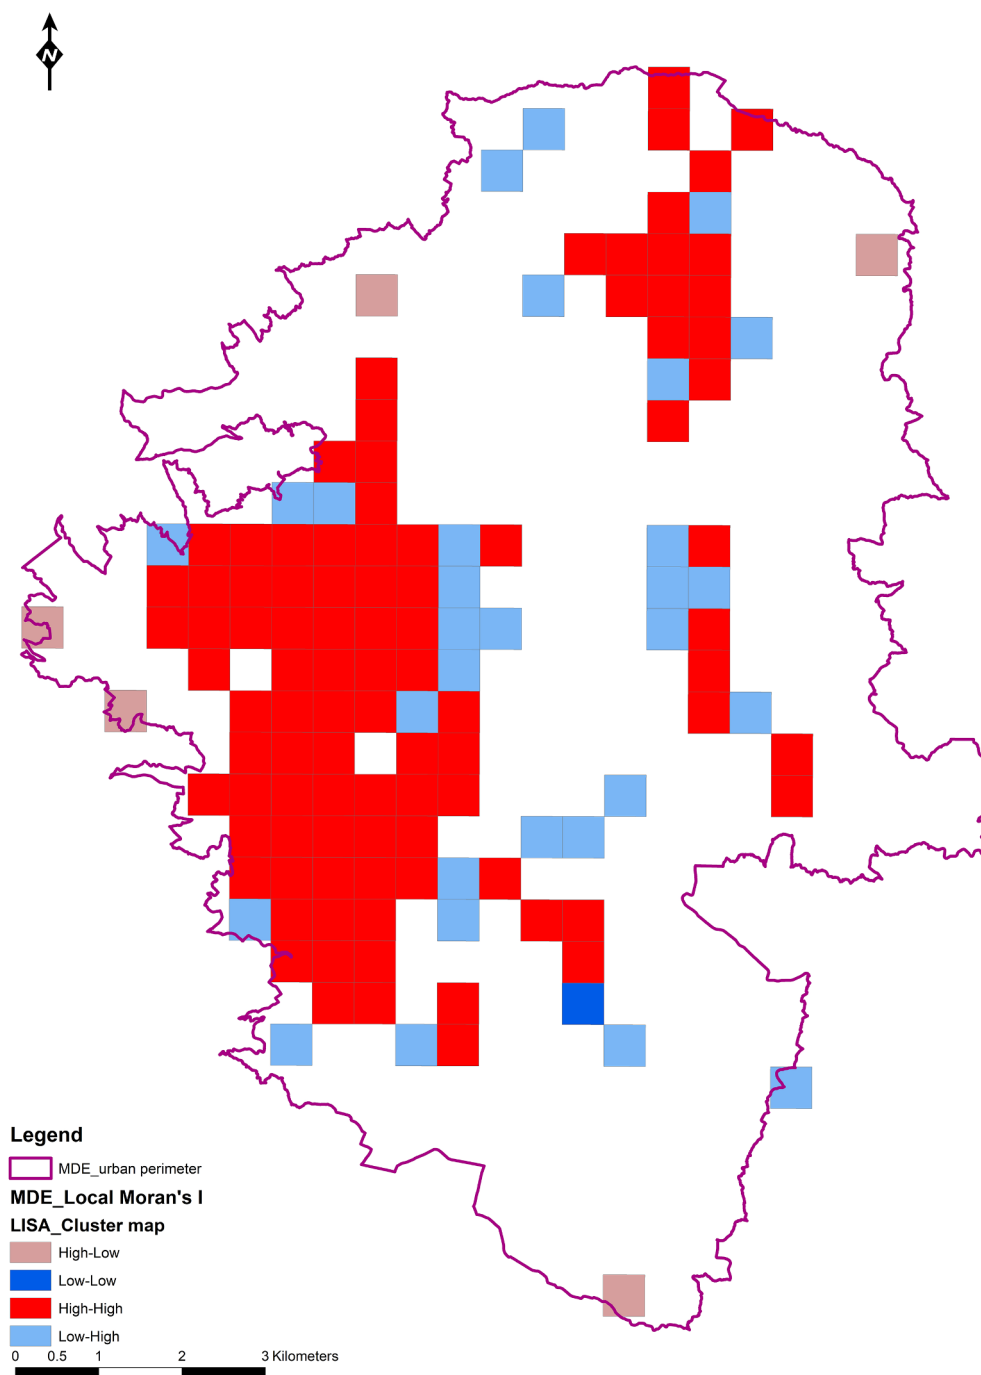 N
Legend
MDE_urban perimeter
MDE_Local Moran's I
LISA_Cluster map
High-Low
Low-Low
High-High
Low-High
0 0.5 1 2 3 Kilometers